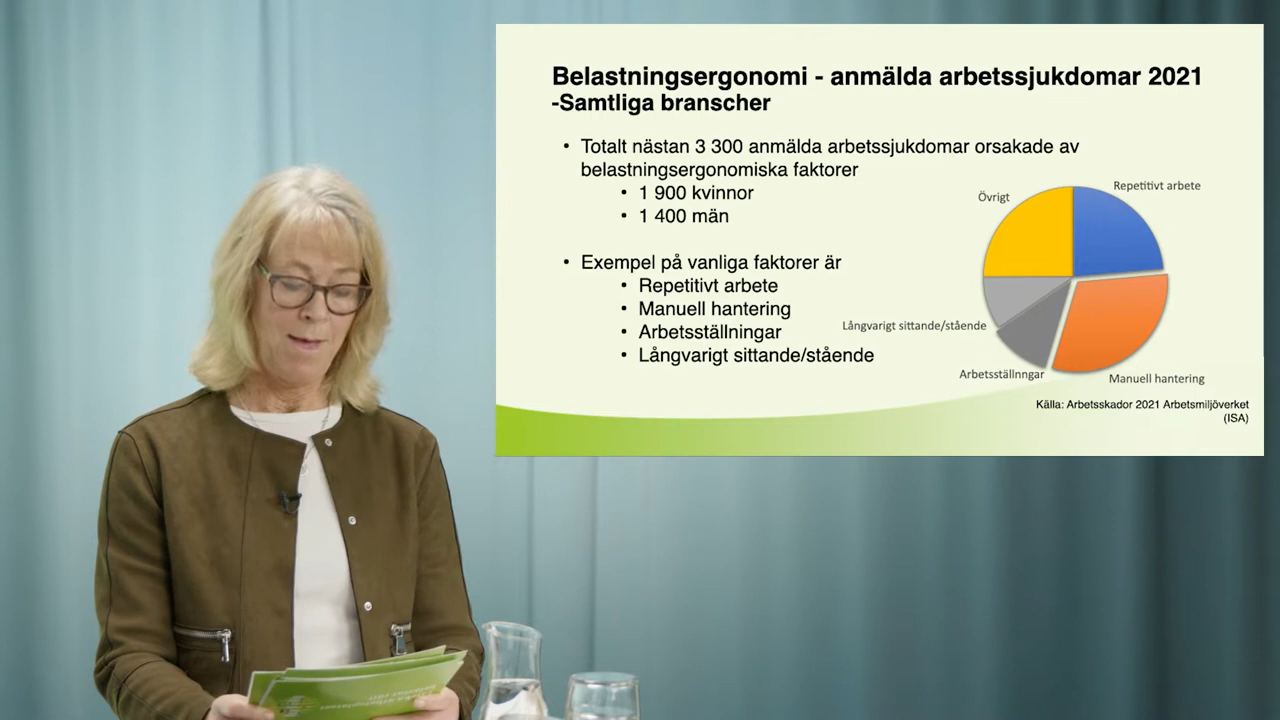 Belastningsergonomi - anmälda arbetssjukdomar 2021
-Samtliga branscher
• Totalt nästan 3 300 anmälda arbetssjukdomar orsakade av
belastningsergonomiska faktorer
• 1 900 kvinnor
• 1 400 män
• Exempel på vanliga faktorer är
• Repetitivt arbete
• Manuell hantering
• Arbetsställningar
• Långvarigt sittande/stående
Övrigt
Repetitivt arbete
Långvarigt sittande/stående
Arbetsställnngar
Manuell hantering
Källa: Arbetsskador 2021 Arbetsmiljöverket
(ISA)